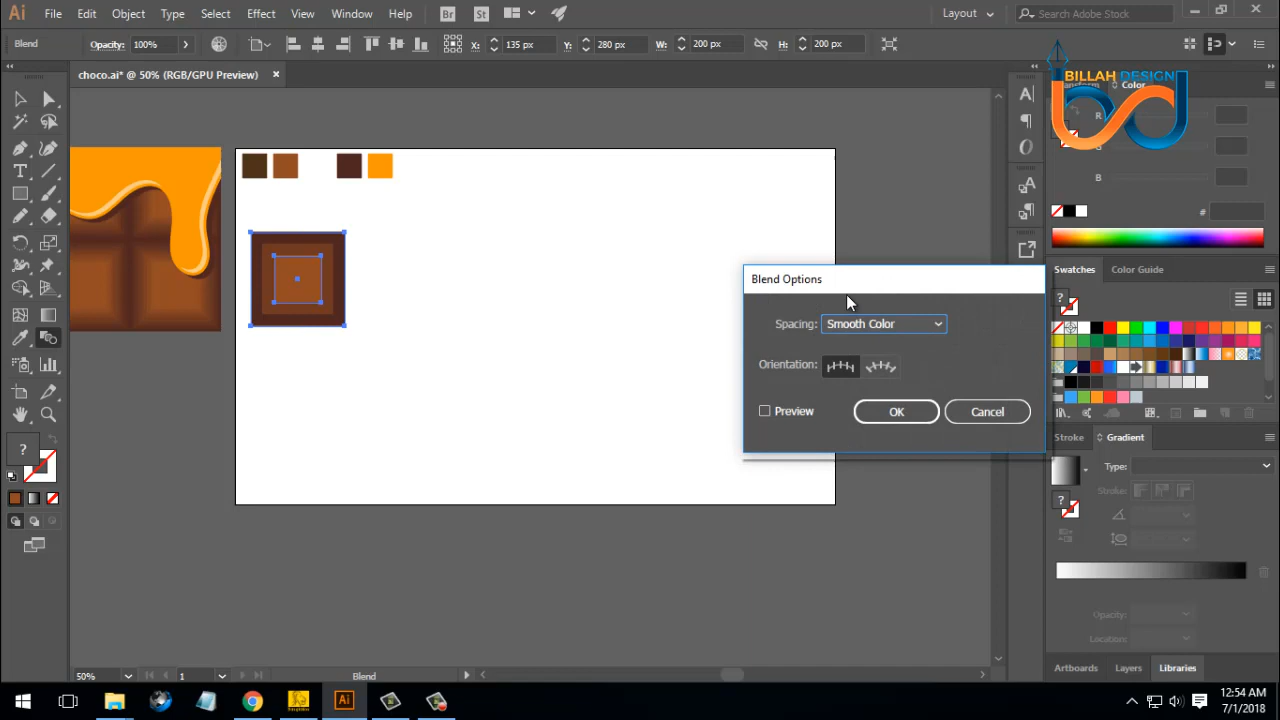 Ai File Edit Object Type Select Effect View Window Help Br St Layout Search Adobe Stock
Blend Opacity: 100% X: 135 px Y: 280 px W: 200 px H: 200 px
BILLAH DESIGN
choco.ai* @ 50% (RGB/GPU Preview)
Color
R
B
#
Swatches Color Guide
Blend Options
Spacing: Smooth Color
Orientation:
Preview OK Cancel
Stroke Gradient
Type:
Stroke:
Opacity:
Location:
50% 1 Blend
Artboards Layers Libraries
Ai
12:54 AM
7/1/2018